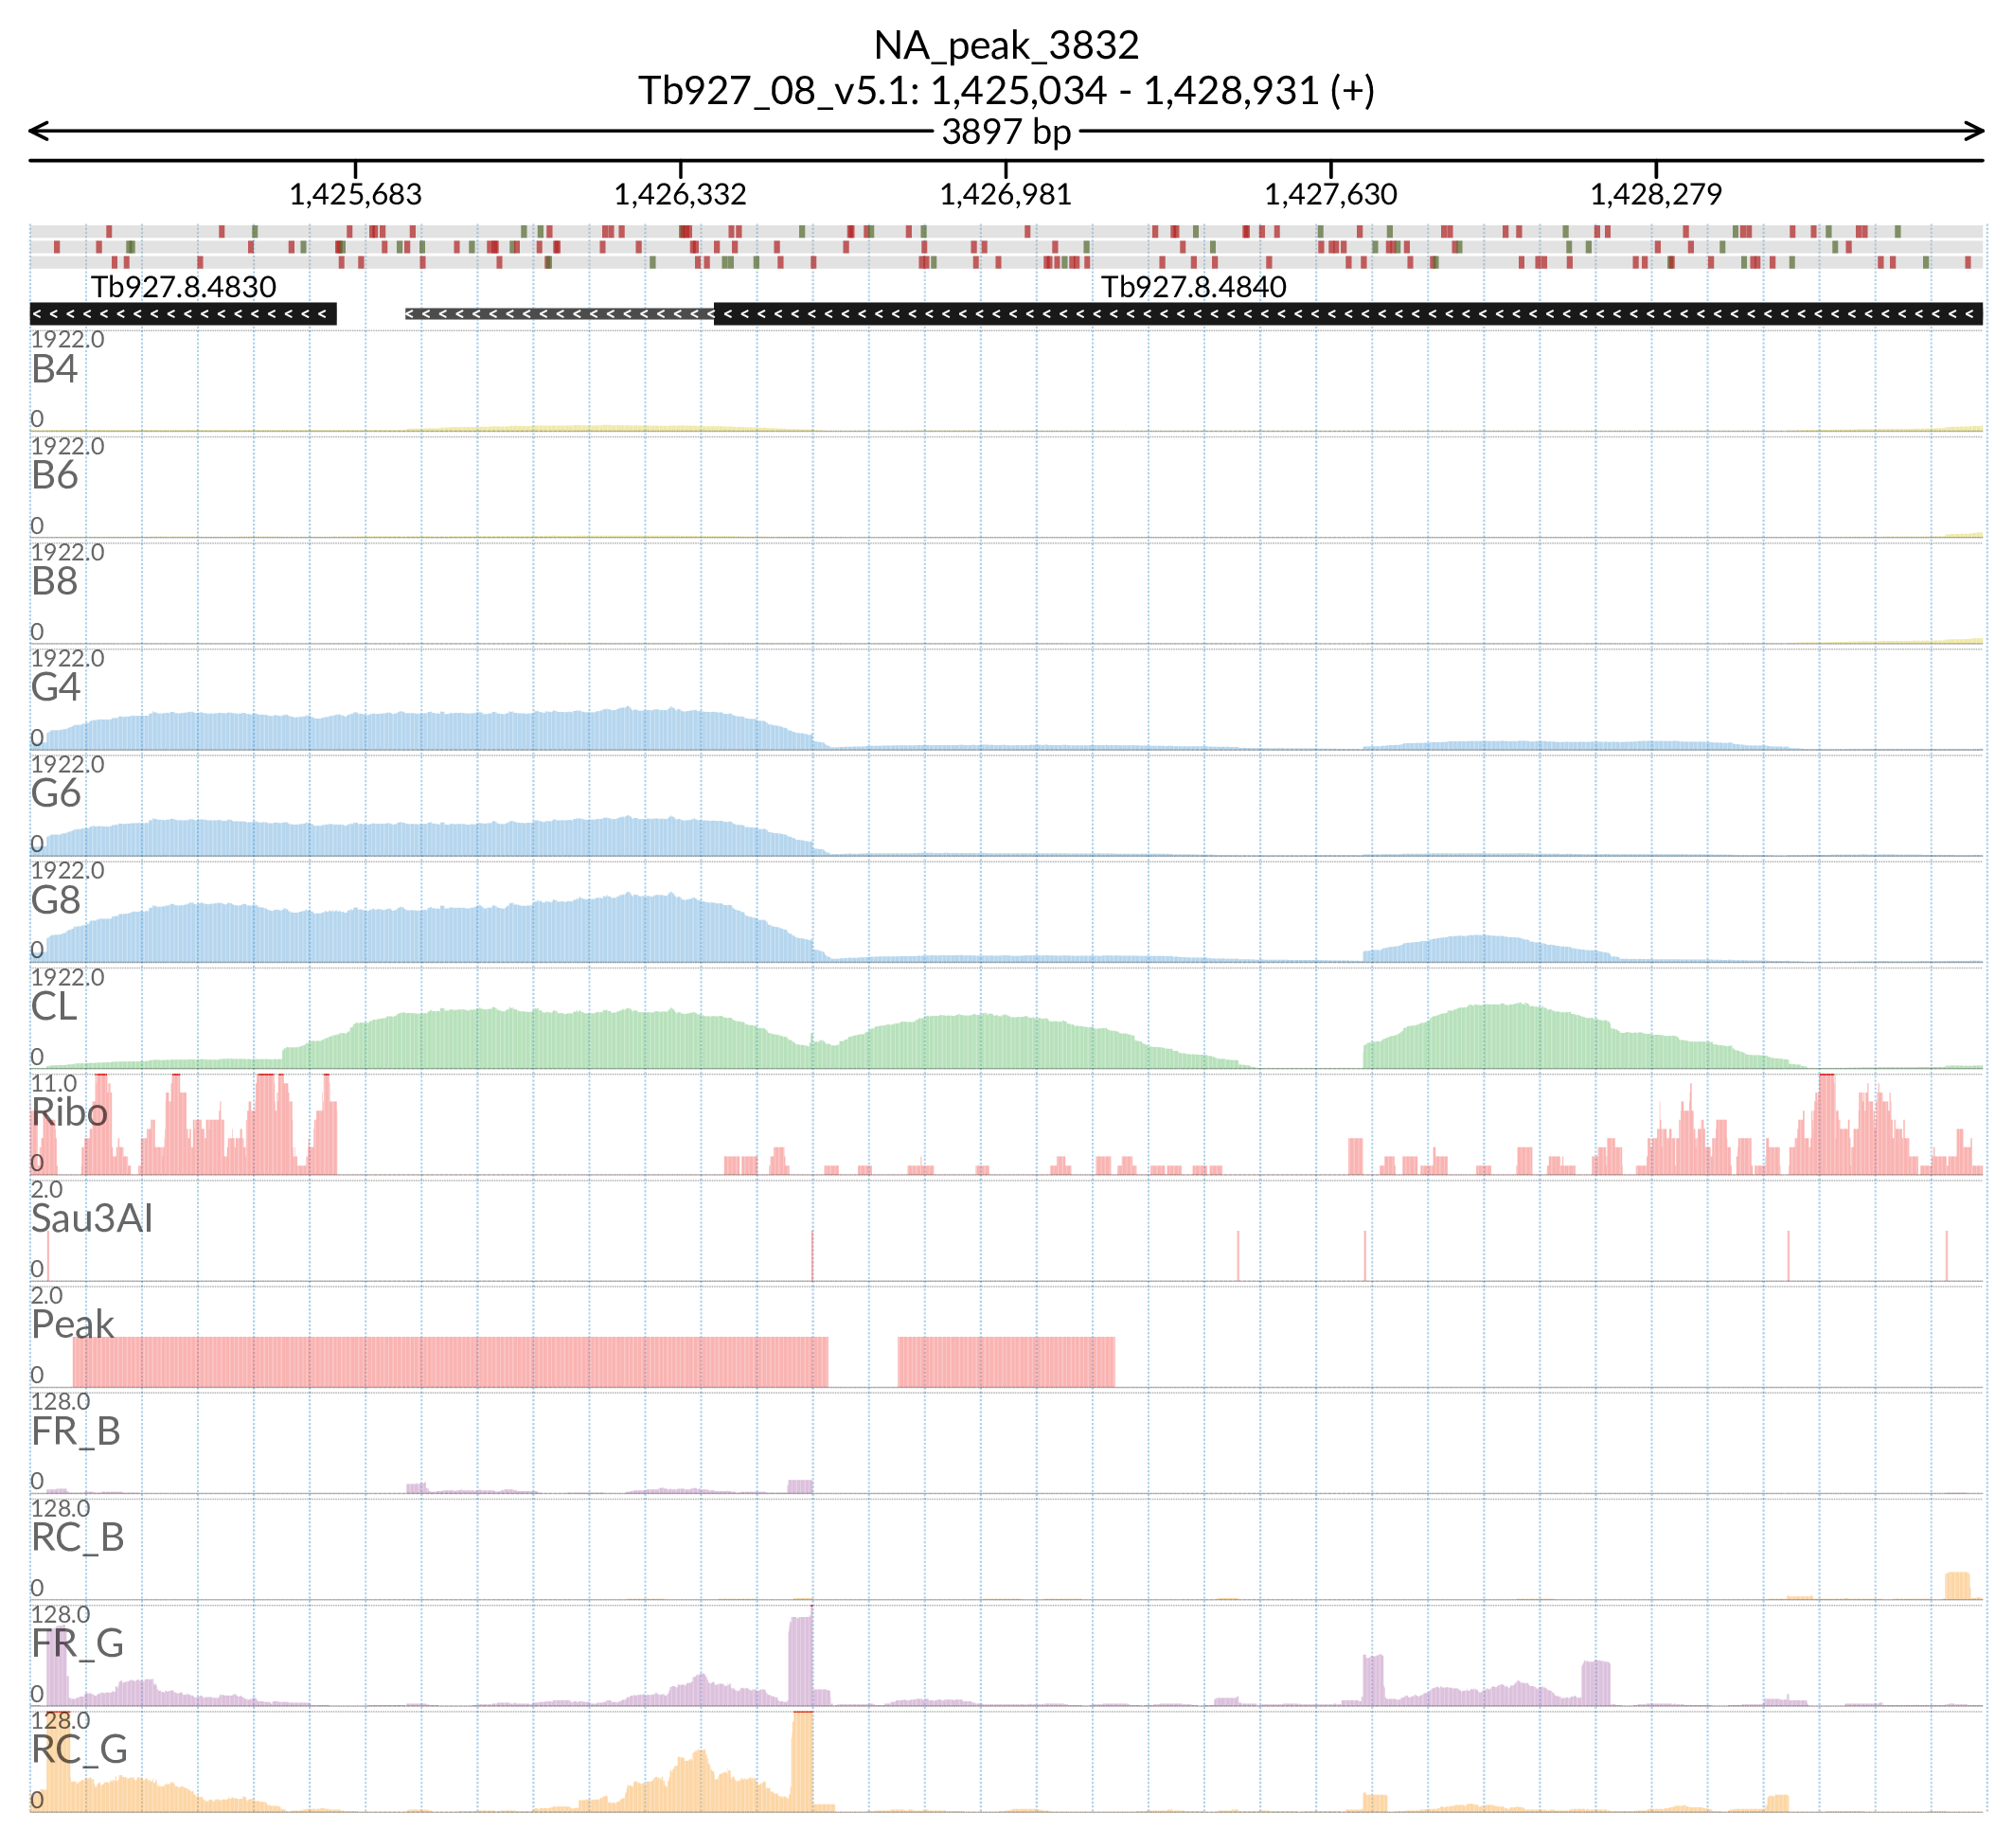 NA_peak_3832
Tb927_08_v5.1: 1,425,034 - 1,428,931 (+)
3897 bp
1,425,683 1,426,332 1,426,981 1,427,630 1,428,279
Tb927.8.4830 Tb927.8.4840
1922.0
B4
0
1922.0
B6
0
1922.0
B8
0
1922.0
G4
0
1922.0
G6
0
1922.0
G8
0
1922.0
CL
0
11.0
Ribo
0
2.0
Sau3AI
0
2.0
Peak
0
128.0
FR_B
0
128.0
RC_B
0
128.0
FR_G
0
128.0
RC_G
0